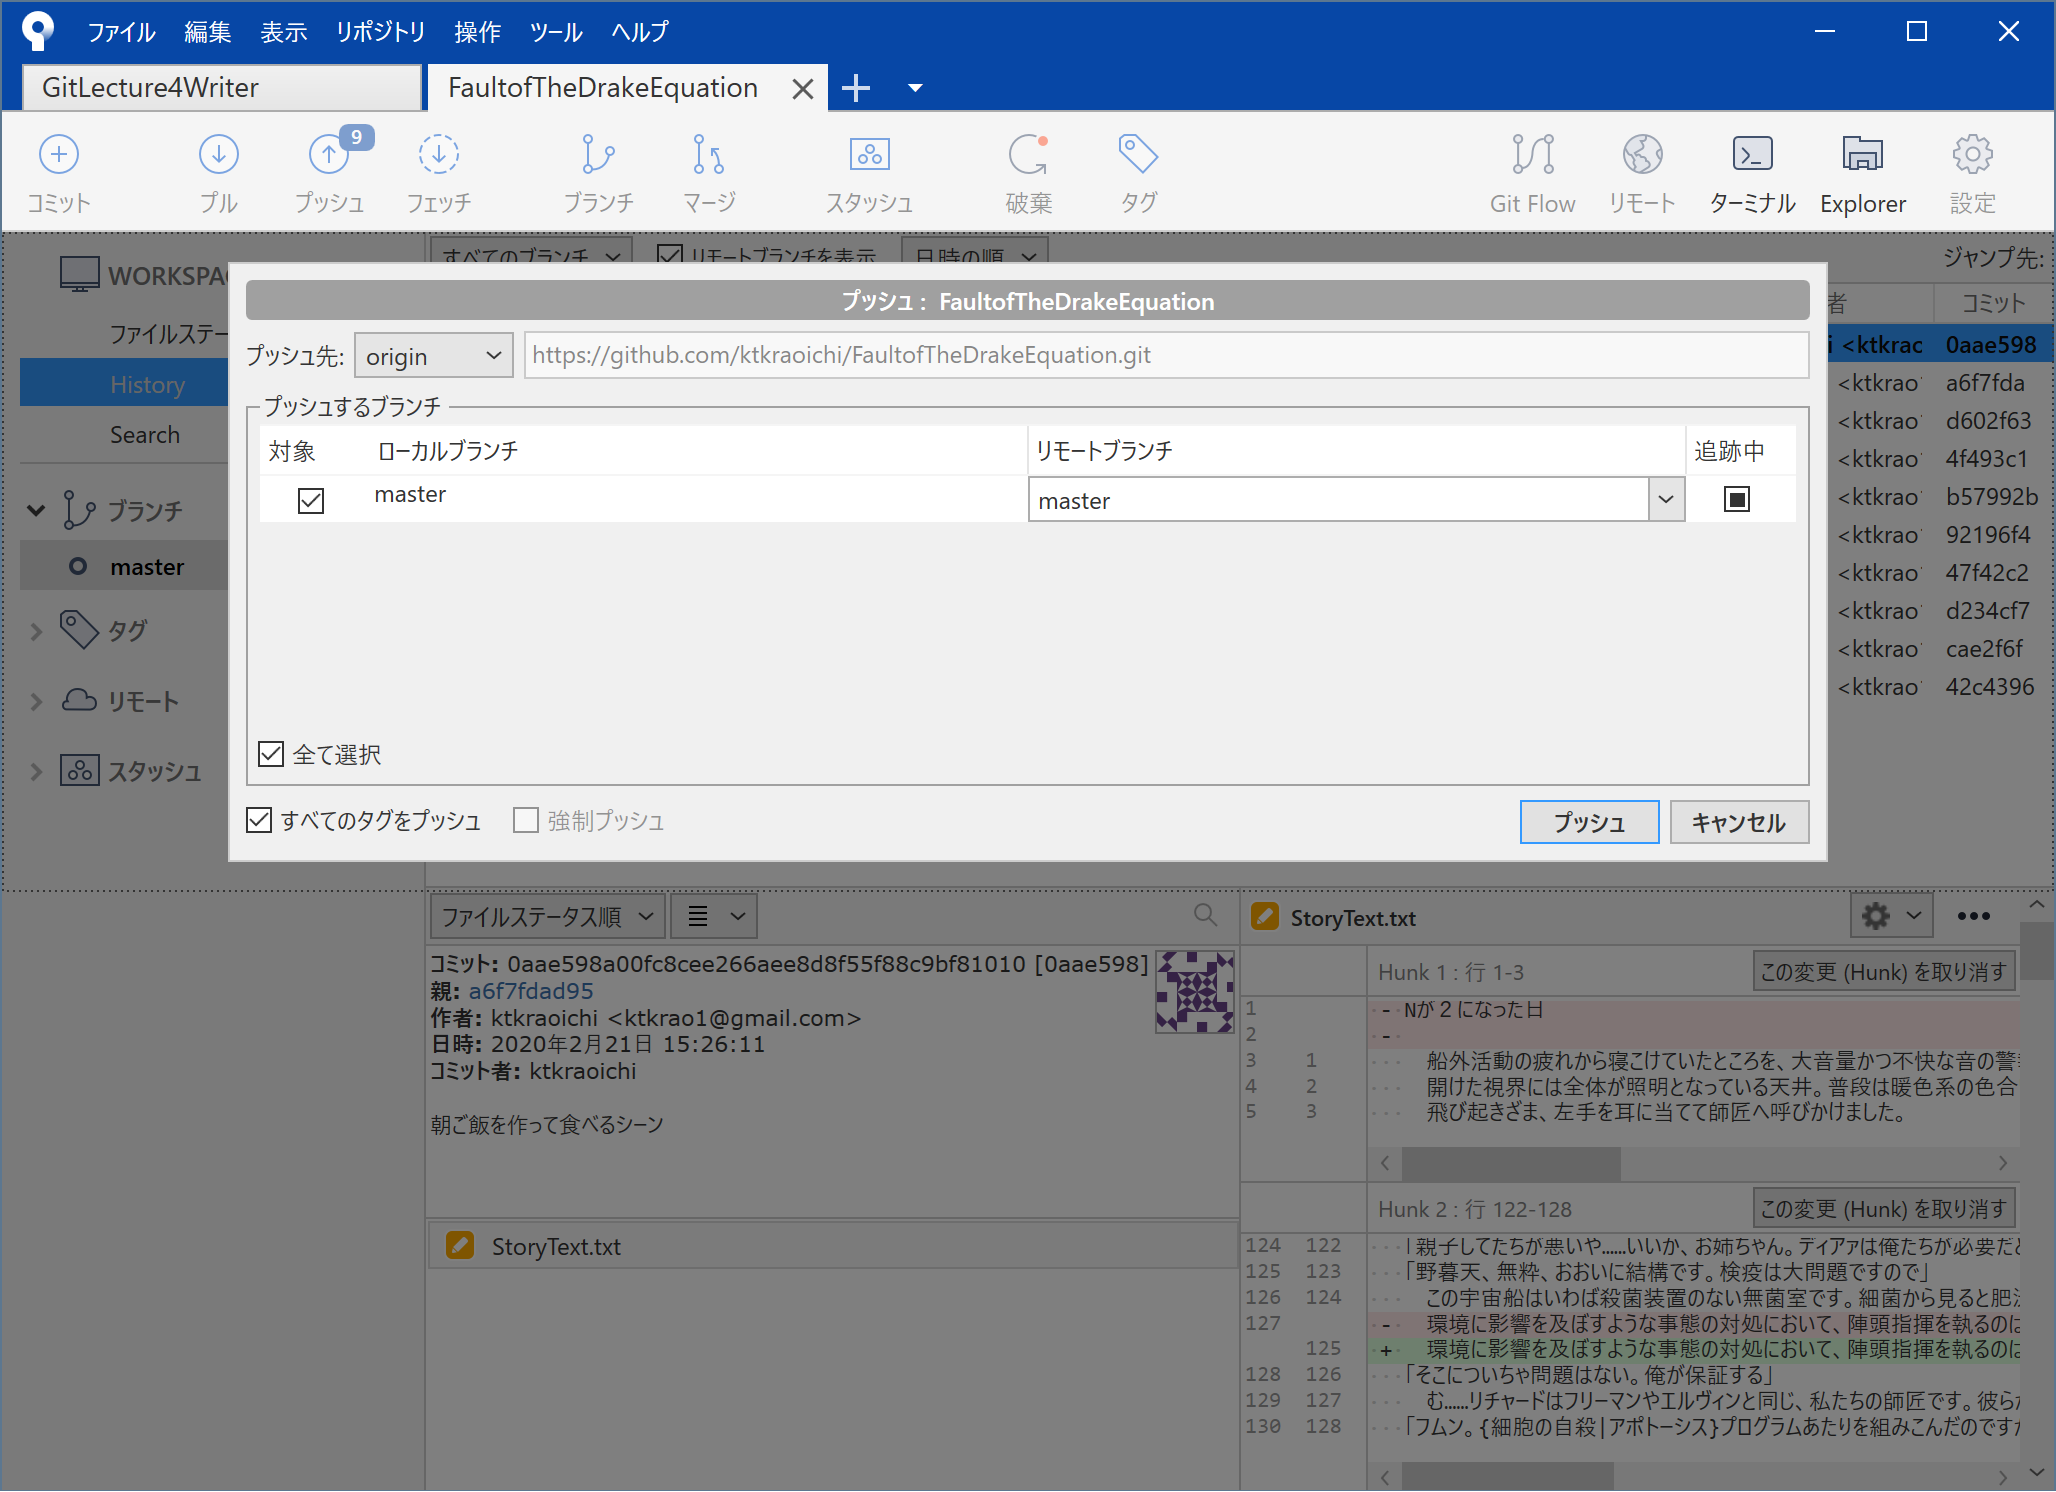 ファイル 編集 表示 リポジトリ 操作 ツール ヘルプ
GitLecture4Writer
FaultofTheDrakeEquation
9
コミット プル プッシュ フェッチ ブランチ マージ スタッシュ 破棄 タグ Git Flow リモート ターミナル Explorer 設定
すべてのブランチ リモートブランチを表示 日時の順 ジャンプ先:
WORKSPA
ファイルステー
History
Search
ブランチ
master
タグ
リモート
スタッシュ
者 コミット
i <ktkrao 0aae598
<ktkrao a6f7fda
<ktkrao d602f63
<ktkrao 4f493c1
<ktkrao b57992b
<ktkrao 92196f4
<ktkrao 47f42c2
<ktkrao d234cf7
<ktkrao cae2f6f
<ktkrao 42c4396
プッシュ : FaultofTheDrakeEquation
プッシュ先: origin https://github.com/ktkraoichi/FaultofTheDrakeEquation.git
プッシュするブランチ
対象 ローカルブランチ リモートブランチ 追跡中
master master
全て選択
すべてのタグをプッシュ 強制プッシュ プッシュ キャンセル
ファイルステータス順
コミット: 0aae598a00fc8cee266aee8d8f55f88c9bf81010 [0aae598]
親: a6f7fdad95
作者: ktkraoichi <ktkrao1@gmail.com>
日時: 2020年2月21日 15:26:11
コミット者: ktkraoichi
朝ご飯を作って食べるシーン
StoryText.txt
StoryText.txt
Hunk 1 : 行 1-3 この変更 (Hunk) を取り消す
1 - Nが２になった日
2 -
3 1 船外活動の疲れから寝こけていたところを、大音量かつ不快な音の警
4 2 開けた視界には全体が照明となっている天井。普段は暖色系の色合
5 3 飛び起きざま、左手を耳に当てて師匠へ呼びかけました。
Hunk 2 : 行 122-128 この変更 (Hunk) を取り消す
124 122 「親子してたちが悪いや……いいか、お姉ちゃん。ディアァは俺たちが必要だと
125 123 「野暮天、無粋、おおいに結構です。検疫は大問題ですので」
126 124 この宇宙船はいわば殺菌装置のない無菌室です。細菌から見ると肥
127 - 環境に影響を及ぼすような事態の対処において、陣頭指揮を執るのは
125 + 環境に影響を及ぼすような事態の対処において、陣頭指揮を執るのは
128 126 「そこについちゃ問題はない。俺が保証する」
129 127 む……リチャードはフリーマンやエルヴィンと同じ、私たちの師匠です。彼ら
130 128 「フムン。{細胞の自殺|アポトーシス}プログラムあたりを組みこんだのです